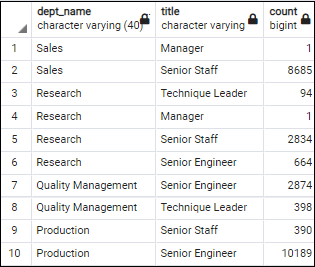 dept_name title count
character varying (40) character varying bigint
1 Sales Manager 1
2 Sales Senior Staff 8685
3 Research Technique Leader 94
4 Research Manager 1
5 Research Senior Staff 2834
6 Research Senior Engineer 664
7 Quality Management Senior Engineer 2874
8 Quality Management Technique Leader 398
9 Production Senior Staff 390
10 Production Senior Engineer 10189